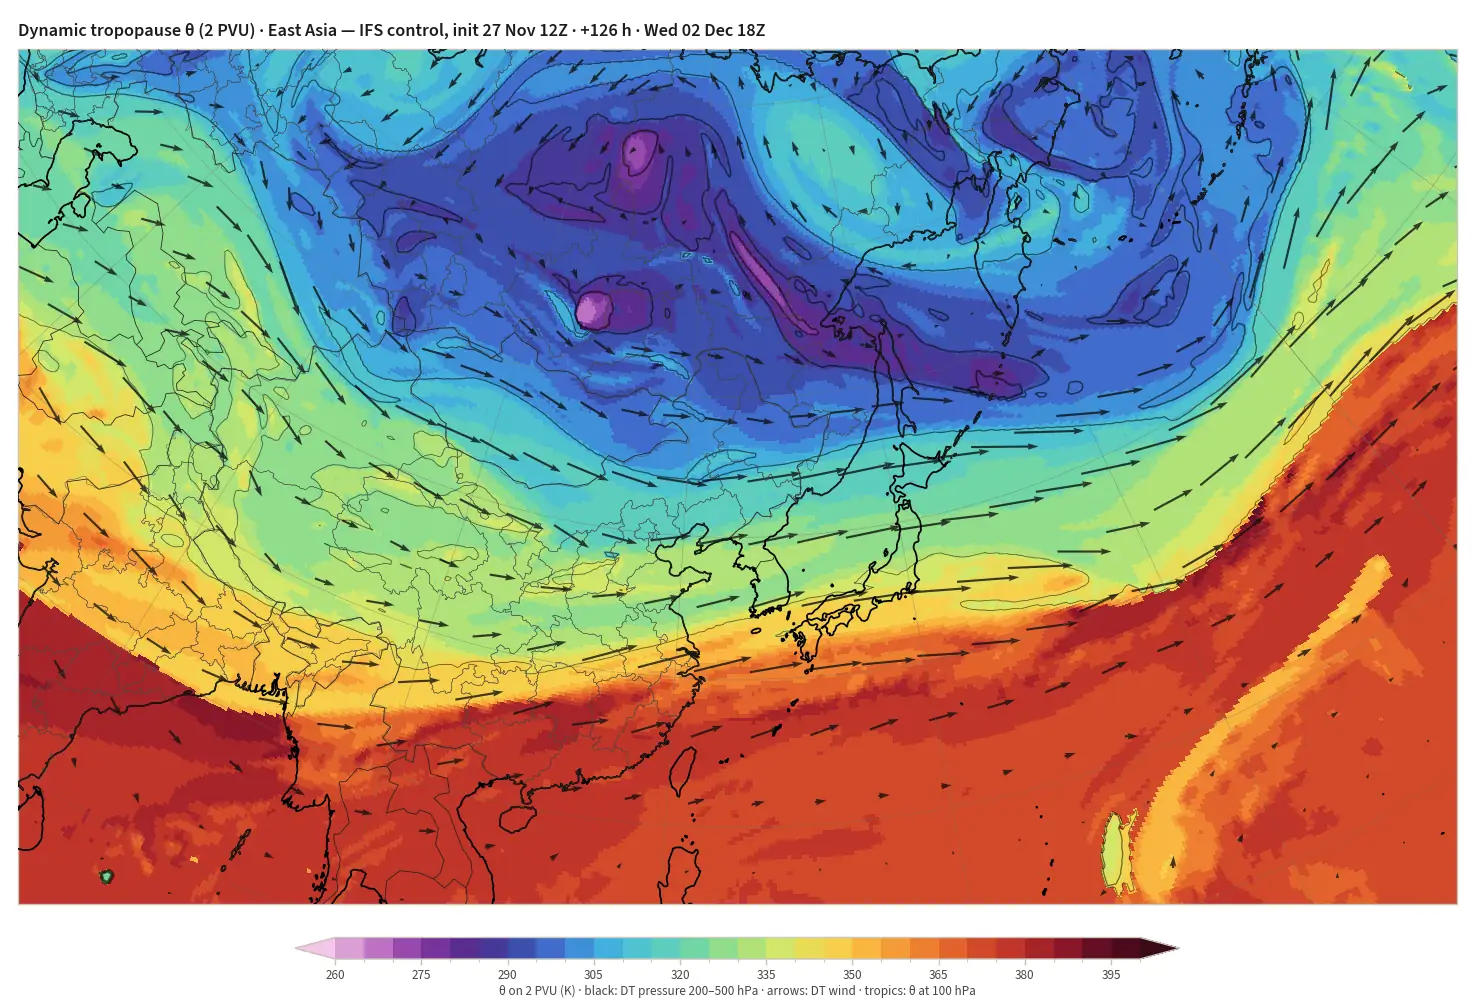 Dynamic tropopause θ (2 PVU) · East Asia — IFS control, init 27 Nov 12Z · +126 h · Wed 02 Dec 18Z
260 275 290 305 320 335 350 365 380 395
θ on 2 PVU (K) · black: DT pressure 200–500 hPa · arrows: DT wind · tropics: θ at 100 hPa